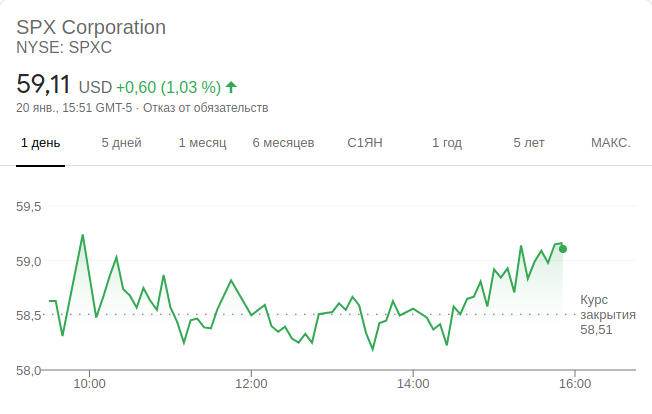 SPX Corporation
NYSE: SPXC
59,11 USD +0,60 (1,03 %)
20 янв., 15:51 GMT-5 · Отказ от обязательств
1 день 5 дней 1 месяц 6 месяцев С1ЯН 1 год 5 лет МАКС.
59,5
59,0
58,5
58,0
Курс
закрытия
58,51
10:00 12:00 14:00 16:00